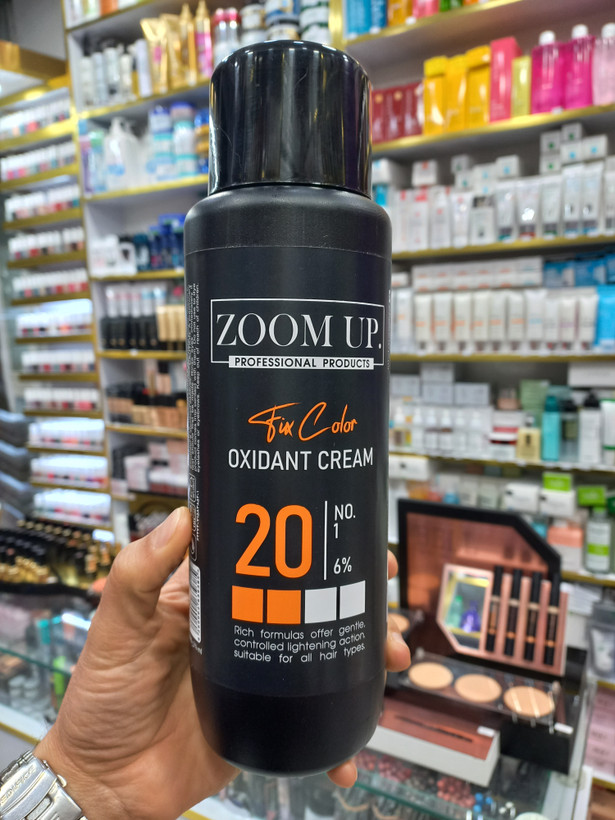 ZOOM UP.
PROFESSIONAL PRODUCTS
Fix Color
OXIDANT CREAM
20
NO.
1
6%
Rich formulas offer gentle,
controlled lightening action,
suitable for all hair types.